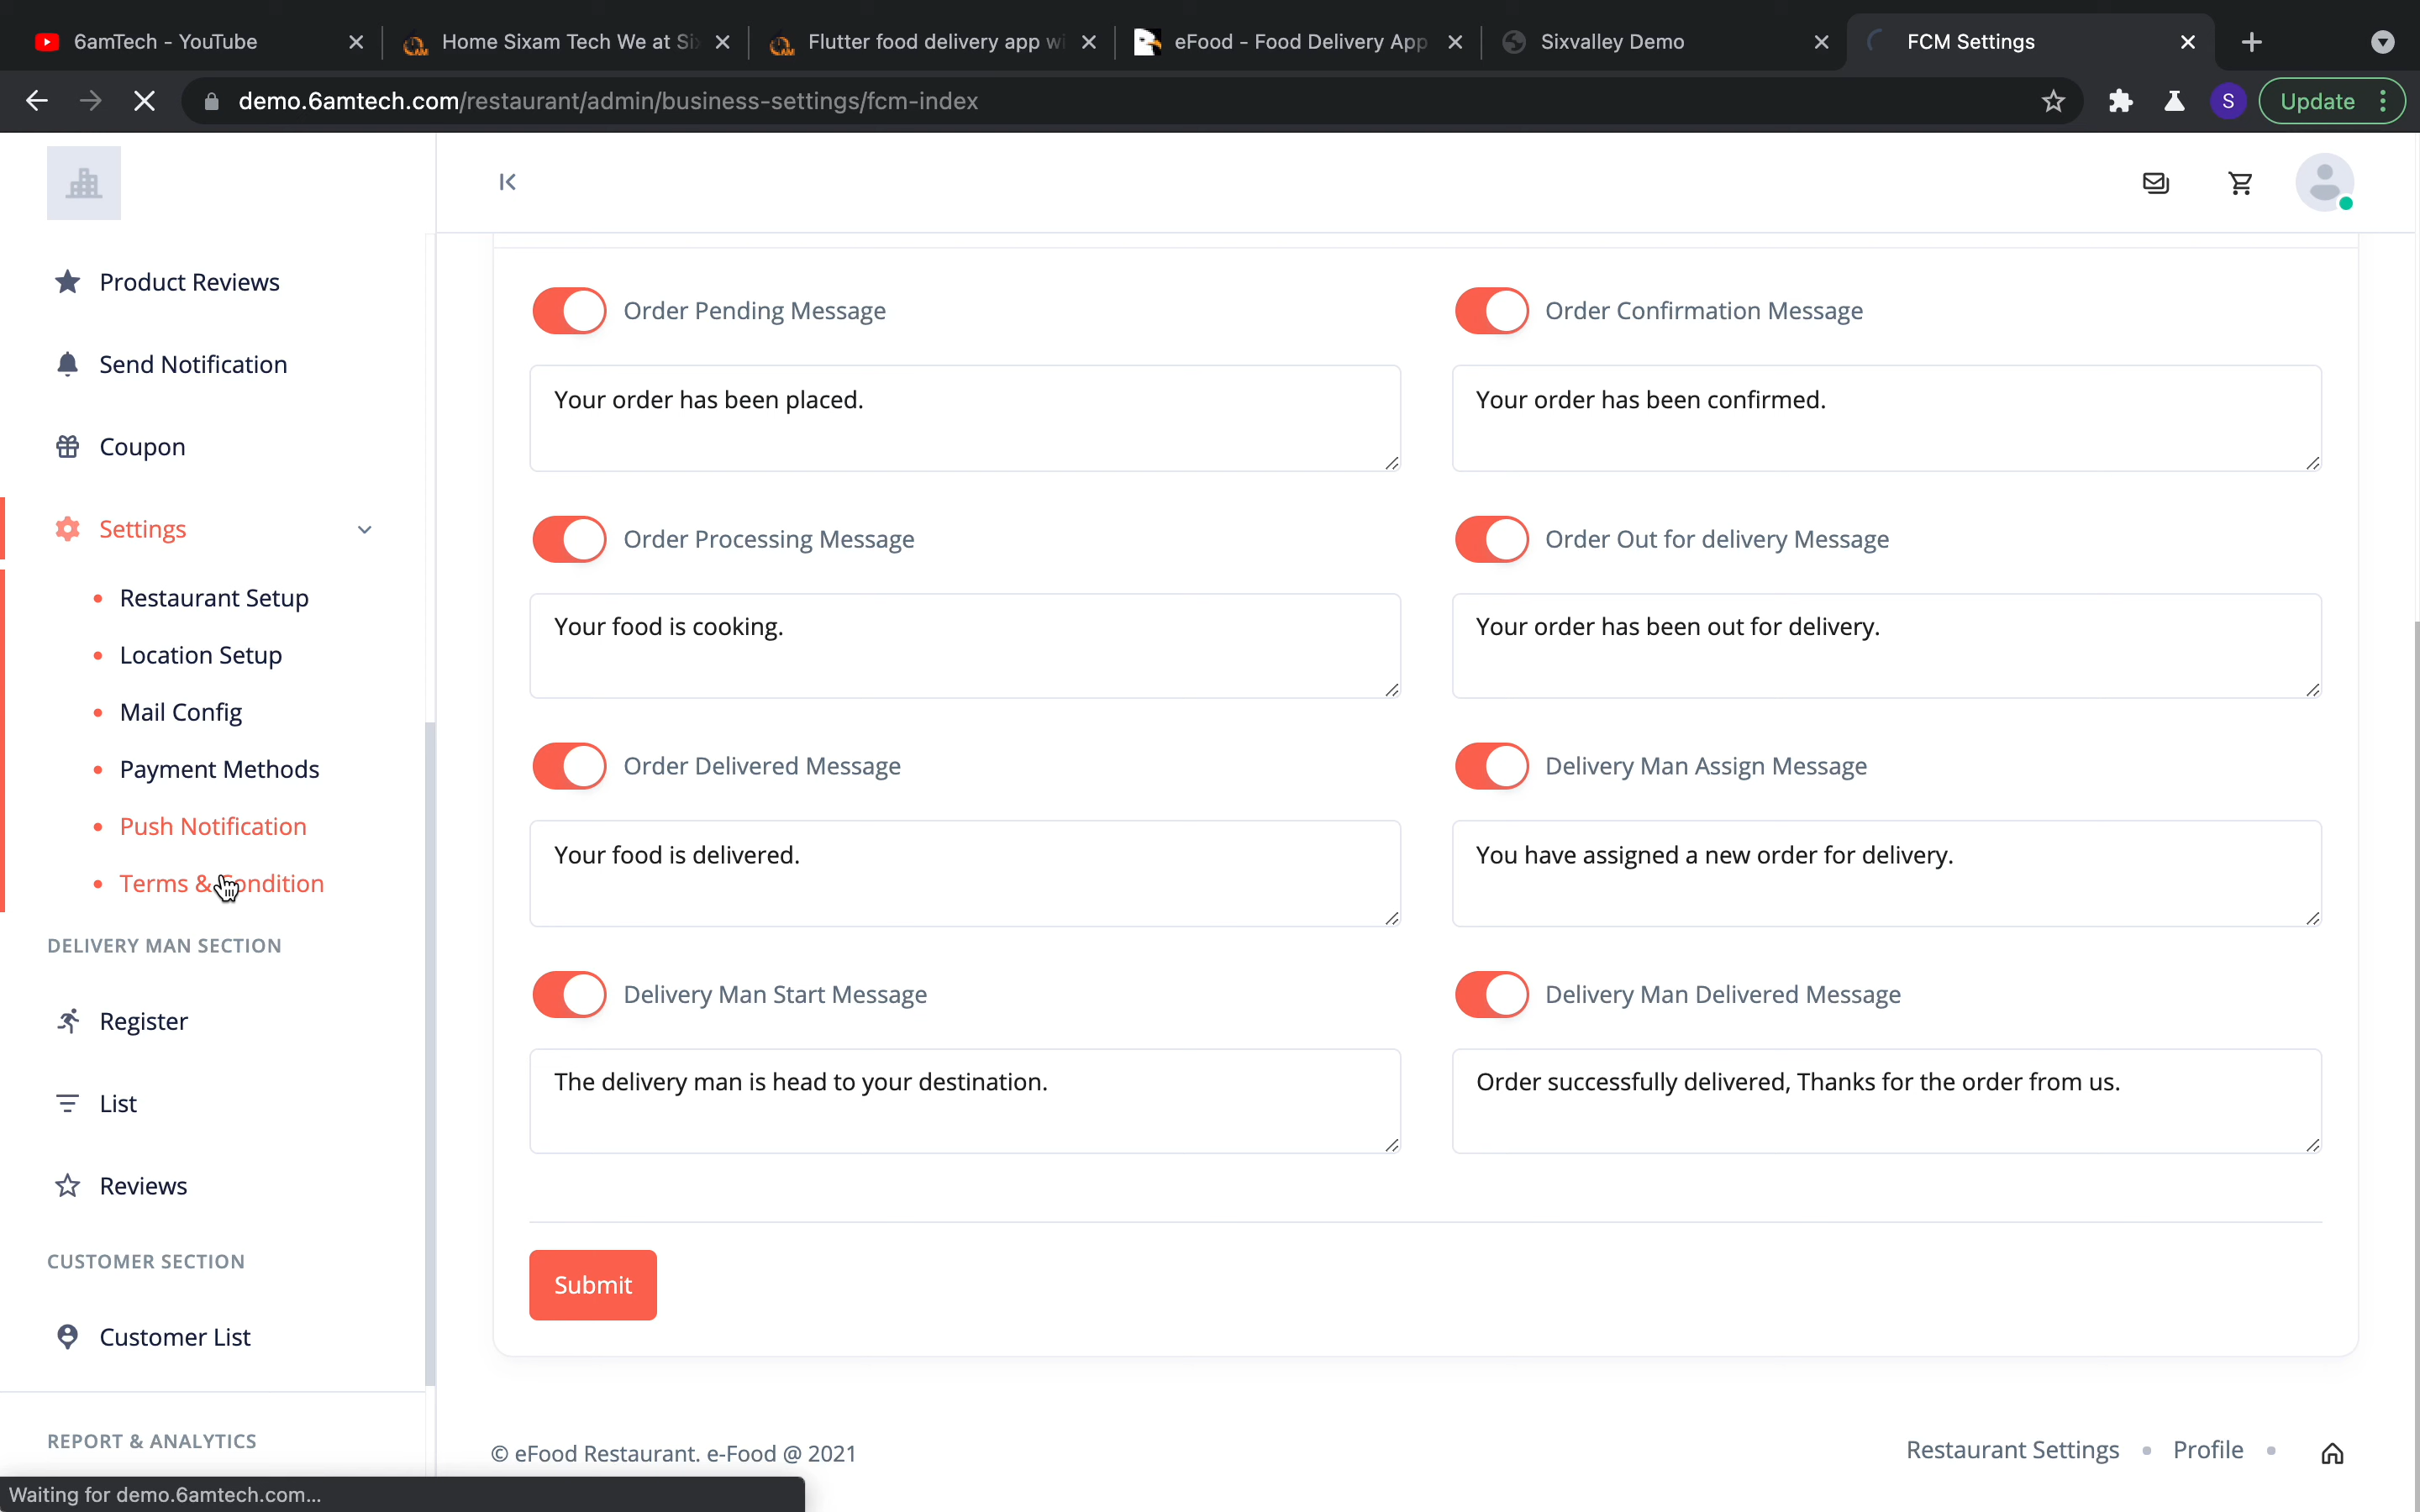 6amTech - YouTube
Home Sixam Tech We at Si
Flutter food delivery app wi
eFood - Food Delivery App
Sixvalley Demo
FCM Settings
demo.6amtech.com/restaurant/admin/business-settings/fcm-index
S
Update
Product Reviews
Send Notification
Coupon
Settings
Restaurant Setup
Location Setup
Mail Config
Payment Methods
Push Notification
Terms & Condition
DELIVERY MAN SECTION
Register
List
Reviews
CUSTOMER SECTION
Customer List
REPORT & ANALYTICS
Order Pending Message
Order Confirmation Message
Your order has been placed.
Your order has been confirmed.
Order Processing Message
Order Out for delivery Message
Your food is cooking.
Your order has been out for delivery.
Order Delivered Message
Delivery Man Assign Message
Your food is delivered.
You have assigned a new order for delivery.
Delivery Man Start Message
Delivery Man Delivered Message
The delivery man is head to your destination.
Order successfully delivered, Thanks for the order from us.
Submit
© eFood Restaurant. e-Food @ 2021
Restaurant Settings • Profile •
Waiting for demo.6amtech.com...